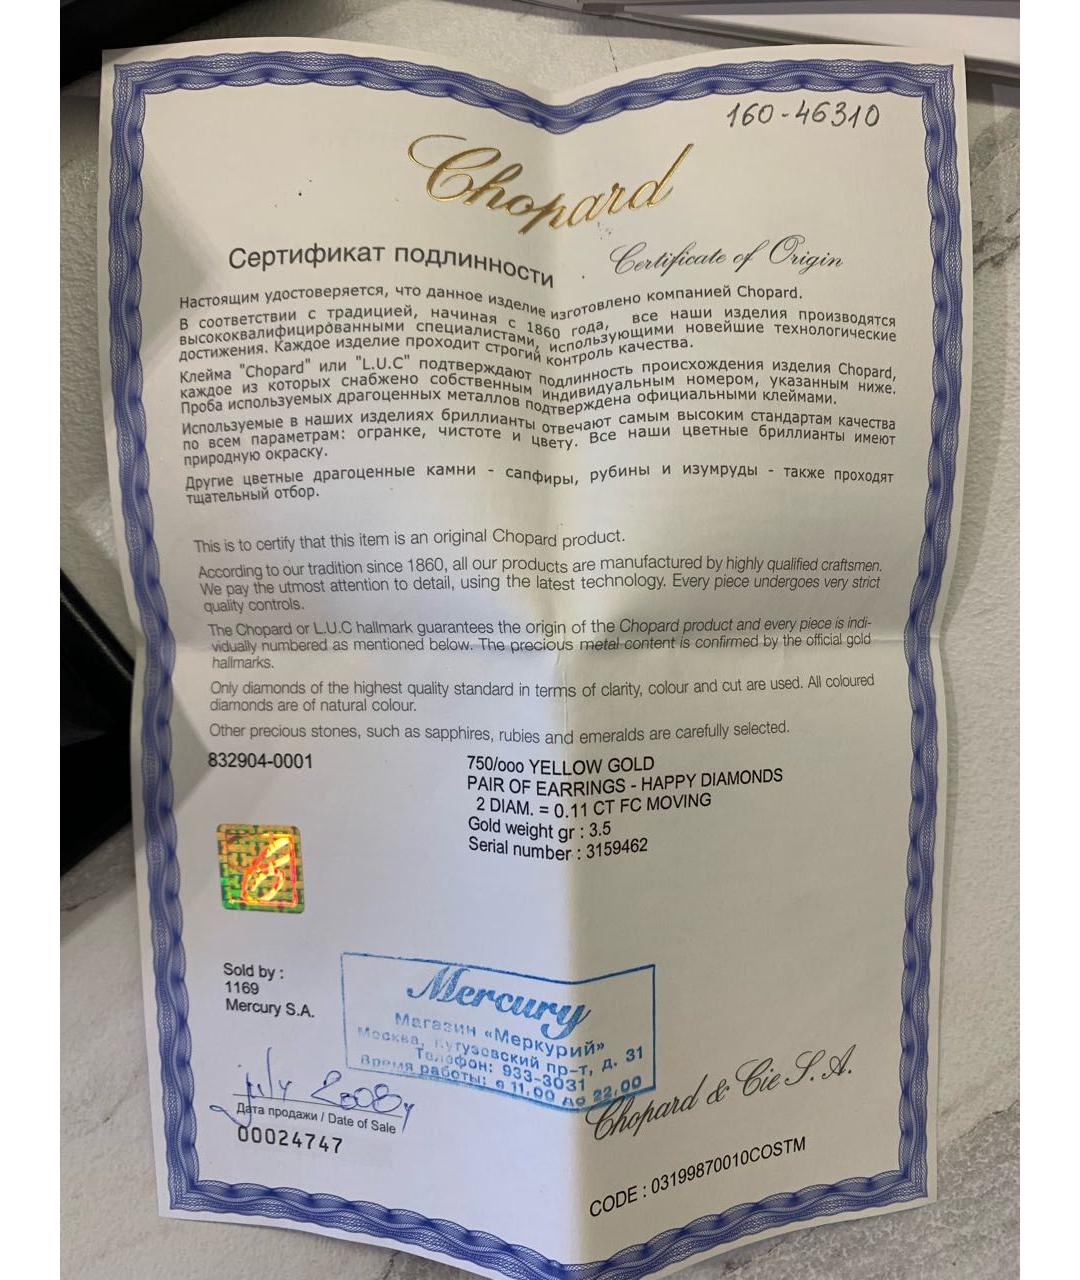 160-46310
Chopard
Сертификат подлинности
Certificate of Origin
Настоящим удостоверяется, что данное изделие изготовлено компанией Chopard.
В соответствии с традицией, начиная с 1860 года, все наши изделия производятся
высококвалифицированными специалистами, использующими новейшие технологические
достижения. Каждое изделие проходит строгий контроль качества.
Клейма "Chopard" или "L.U.C" подтверждают подлинность происхождения изделия Chopard,
каждое из которых снабжено собственным индивидуальным номером, указанным ниже.
Проба используемых драгоценных металлов подтверждена официальными клеймами.
Используемые в наших изделиях бриллианты отвечают самым высоким стандартам качества
по всем параметрам: огранке, чистоте и цвету. Все наши цветные бриллианты имеют
природную окраску.
Другие цветные драгоценные камни - сапфиры, рубины и изумруды - также проходят
тщательный отбор.
This is to certify that this item is an original Chopard product.
According to our tradition since 1860, all our products are manufactured by highly qualified craftsmen.
We pay the utmost attention to detail, using the latest technology. Every piece undergoes very strict
quality controls.
The Chopard or L.U.C hallmark guarantees the origin of the Chopard product and every piece is indi-
vidually numbered as mentioned below. The precious metal content is confirmed by the official gold
hallmarks.
Only diamonds of the highest quality standard in terms of clarity, colour and cut are used. All coloured
diamonds are of natural colour.
Other precious stones, such as sapphires, rubies and emeralds are carefully selected.
832904-0001
750/ooo YELLOW GOLD
PAIR OF EARRINGS - HAPPY DIAMONDS
2 DIAM. = 0.11 CT FC MOVING
Gold weight gr : 3.5
Serial number : 3159462
Sold by :
1169
Mercury S.A.
Mercury
Магазин «Меркурий»
Москва, Кутузовский пр-т, д. 31
Телефон: 933-3031
Время работы: с 11.00 до 22.00
july 2008
Дата продажи / Date of Sale
00024747
Chopard & Cie S.A.
CODE : 03199870010COSTM